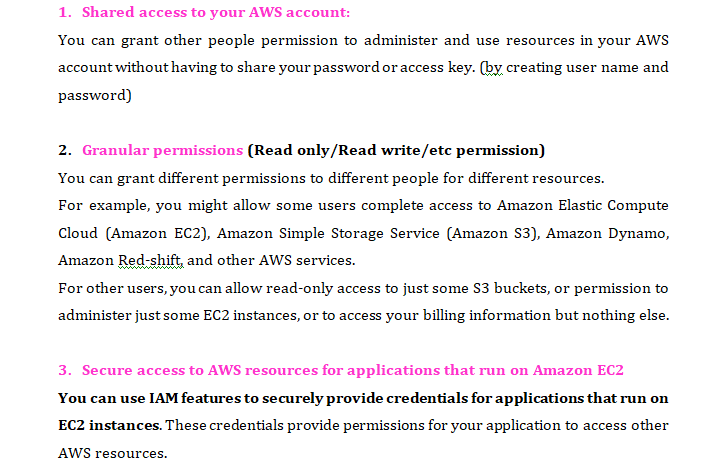 1. Shared access to your AWS account:
You can grant other people permission to administer and use resources in your AWS
account without having to share your password or access key. (by creating user name and
password)
2. Granular permissions (Read only/Read write/etc permission)
You can grant different permissions to different people for different resources.
For example, you might allow some users complete access to Amazon Elastic Compute
Cloud (Amazon EC2), Amazon Simple Storage Service (Amazon S3), Amazon Dynamo,
Amazon Red-shift, and other AWS services.
For other users, you can allow read-only access to just some S3 buckets, or permission to
administer just some EC2 instances, or to access your billing information but nothing else.
3. Secure access to AWS resources for applications that run on Amazon EC2
You can use IAM features to securely provide credentials for applications that run on
EC2 instances. These credentials provide permissions for your application to access other
AWS resources.